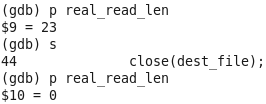 (gdb) p real_read_len
$9 = 23
(gdb) s
44              close(dest_file);
(gdb) p real_read_len
$10 = 0